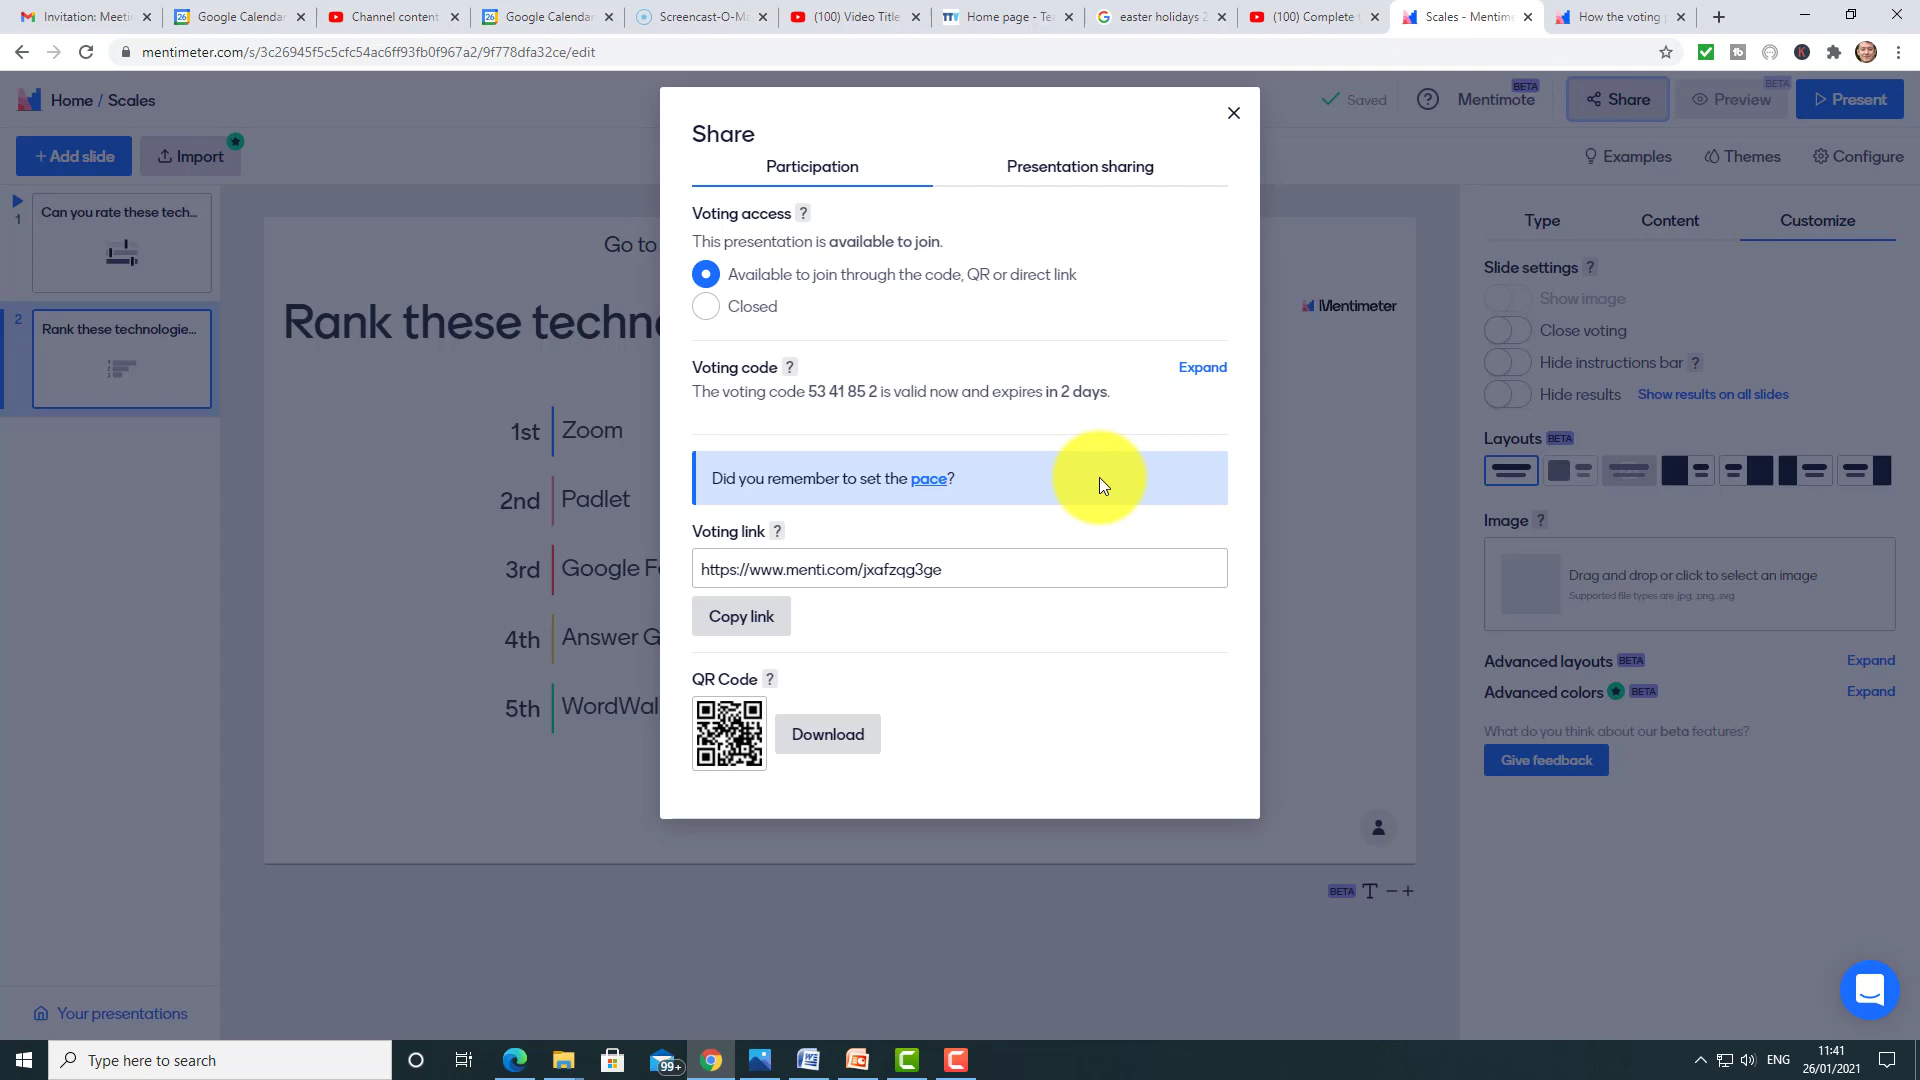 Invitation: Meeti
Google Calendar
Channel content
Google Calendar
Screencast-O-M
(100) Video Title
TTV Home page - Te
easter holidays 2
(100) Complete
Scales - Mentime
How the voting
mentimeter.com/s/3c26945f5c5cfc54ac6ff93fb0f967a2/9f778dfa32ce/edit
Home / Scales
Saved
Mentimote
BETA
Share
Preview
BETA
Present
+ Add slide
Import
Examples
Themes
Configure
1
Can you rate these tech...
2
Rank these technologie...
Go to
Rank these techn
Mentimeter
1st Zoom
2nd Padlet
3rd Google F
4th Answer G
5th WordWal
BETA T − +
Share
Participation
Presentation sharing
Voting access ?
This presentation is available to join.
Available to join through the code, QR or direct link
Closed
Voting code ?
Expand
The voting code 53 41 85 2 is valid now and expires in 2 days.
Did you remember to set the pace?
Voting link ?
https://www.menti.com/jxafzqg3ge
Copy link
QR Code ?
Download
Type
Content
Customize
Slide settings ?
Show image
Close voting
Hide instructions bar ?
Hide results Show results on all slides
Layouts BETA
Image ?
Drag and drop or click to select an image
Supported file types are .jpg, .png, .svg
Advanced layouts BETA Expand
Advanced colors BETA Expand
What do you think about our beta features?
Give feedback
Your presentations
Type here to search
99+
ENG
11:41
26/01/2021